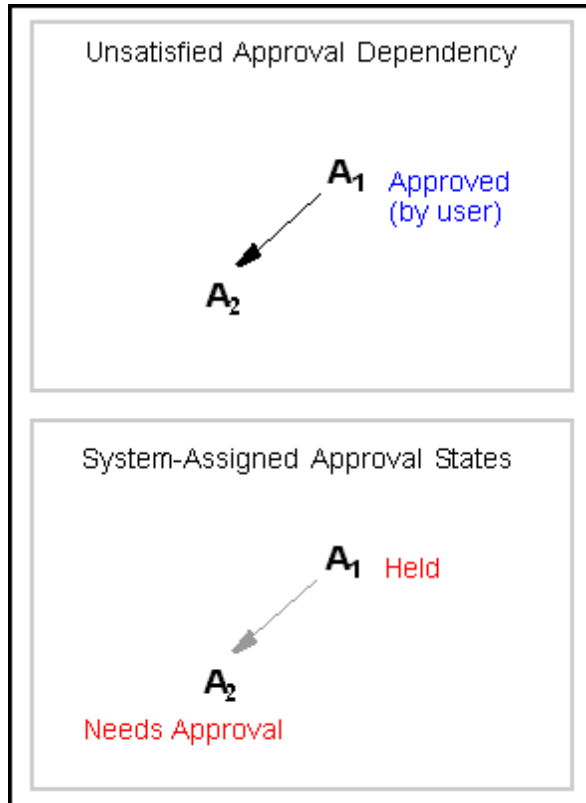 Unsatisfied Approval Dependency
A1 Approved
(by user)
A2
System-Assigned Approval States
A1 Held
A2
Needs Approval